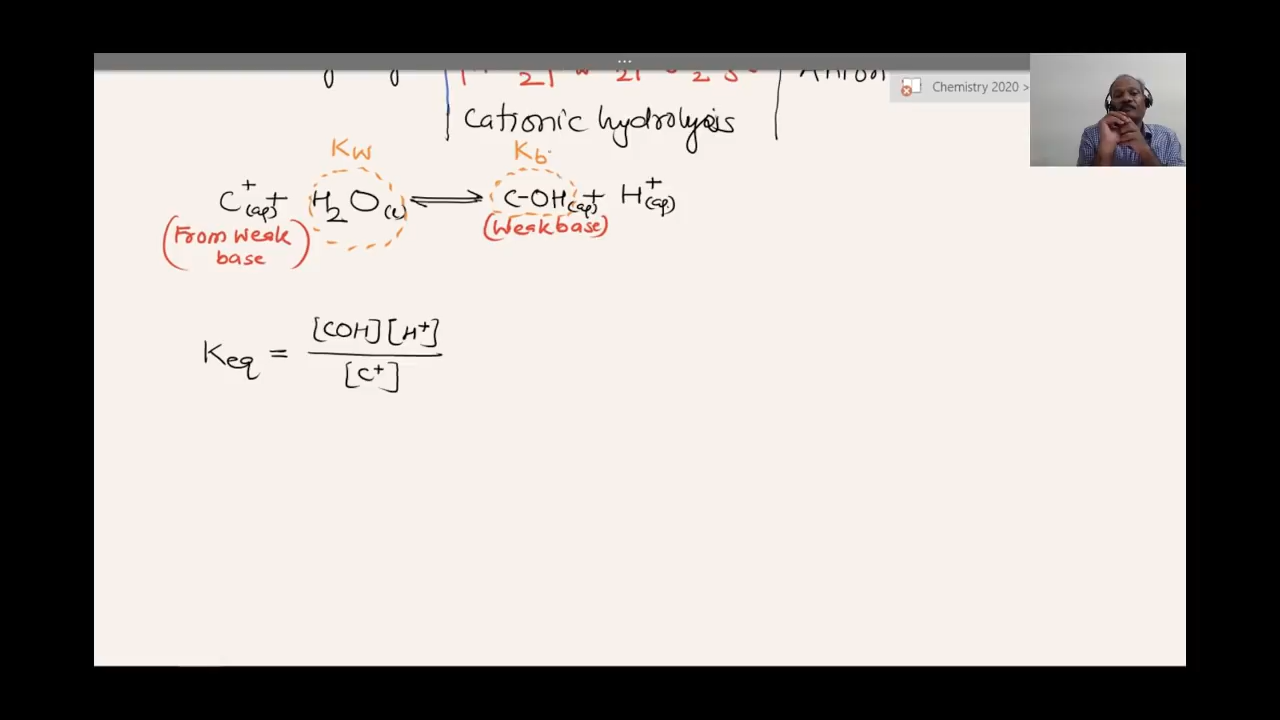 Chemistry 2020 >
cationic hydrolysis
Kw
Kb
C⁺(aq) + H₂O(l) ⇌ C-OH(aq) + H⁺(aq)
(From weak base)
(Weak base)
Keq = [COH][H⁺] / [C⁺]